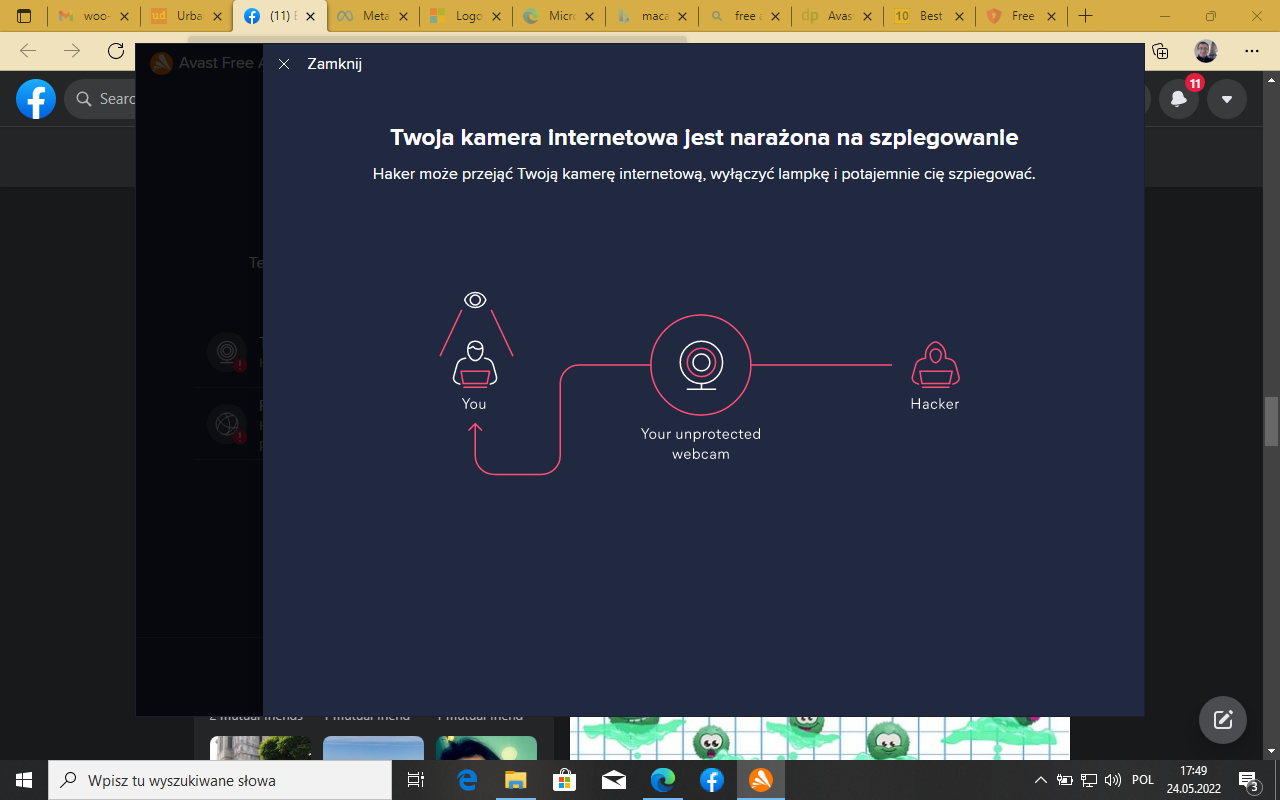 woo-
Urba
(11)
Meta
Logo
Micro
maca
free a
Avas
Best
Free
Avast Free A
Zamknij
Searc
11
Twoja kamera internetowa jest narażona na szpiegowanie
Haker może przejąć Twoją kamerę internetową, wyłączyć lampkę i potajemnie cię szpiegować.
Te
You
Hacker
Your unprotected
webcam
2 mutual friends
1 mutual friend
1 mutual friend
Wpisz tu wyszukiwane słowa
POL
17:49
24.05.2022
3